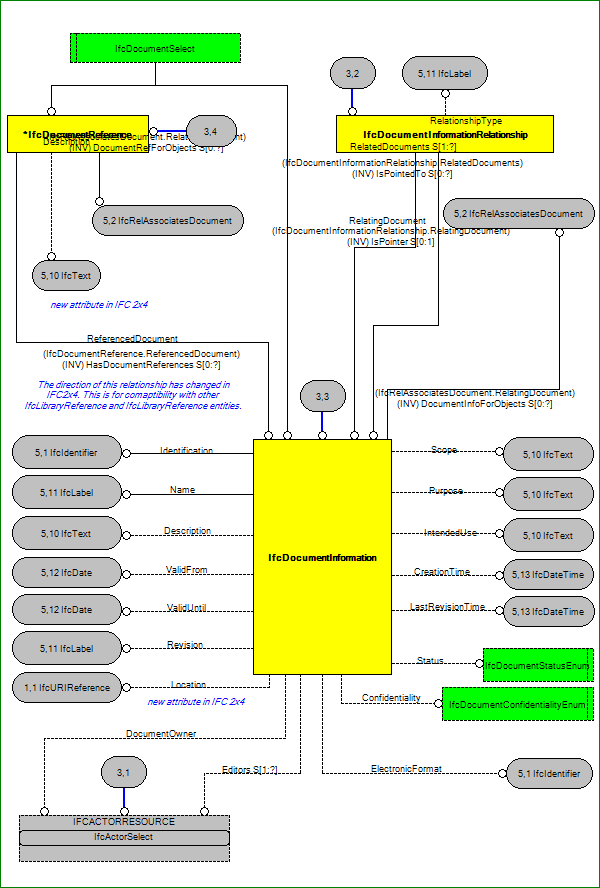 IfcDocumentSelect
3,2
5,11 IfcLabel
RelationshipType
*IfcDocumentReference
3,4
IfcDocumentInformationRelationship
Description
(INV) DocumentRefForObjects S[0:?]
RelatedDocuments S[1:?]
(IfcDocumentInformationRelationship.RelatedDocuments)
(INV) IsPointedTo S[0:?]
5,2 IfcRelAssociatesDocument
5,2 IfcRelAssociatesDocument
RelatingDocument
(IfcDocumentInformationRelationship.RelatingDocument)
(INV) IsPointer S[0:1]
5,10 IfcText
new attribute in IFC 2x4
ReferencedDocument
(IfcDocumentReference.ReferencedDocument)
(INV) HasDocumentReferences S[0:?]
The direction of this relationship has changed in
IFC2x4. This is for comaptibility with other
IfcLibraryReference and IfcLibraryReference entities.
3,3
(IfcRelAssociatesDocument.RelatingDocument)
(INV) DocumentInfoForObjects S[0:?]
5,1 IfcIdentifier
Identification
Scope
5,10 IfcText
5,11 IfcLabel
Name
Purpose
5,10 IfcText
5,10 IfcText
Description
IntendedUse
5,10 IfcText
IfcDocumentInformation
5,12 IfcDate
ValidFrom
CreationTime
5,13 IfcDateTime
5,12 IfcDate
ValidUntil
LastRevisionTime
5,13 IfcDateTime
5,11 IfcLabel
Revision
Status
IfcDocumentStatusEnum
1,1 IfcURIReference
Location
new attribute in IFC 2x4
Confidentiality
IfcDocumentConfidentialityEnum
DocumentOwner
3,1
Editors S[1:?]
ElectronicFormat
5,1 IfcIdentifier
IFCACTORRESOURCE
IfcActorSelect